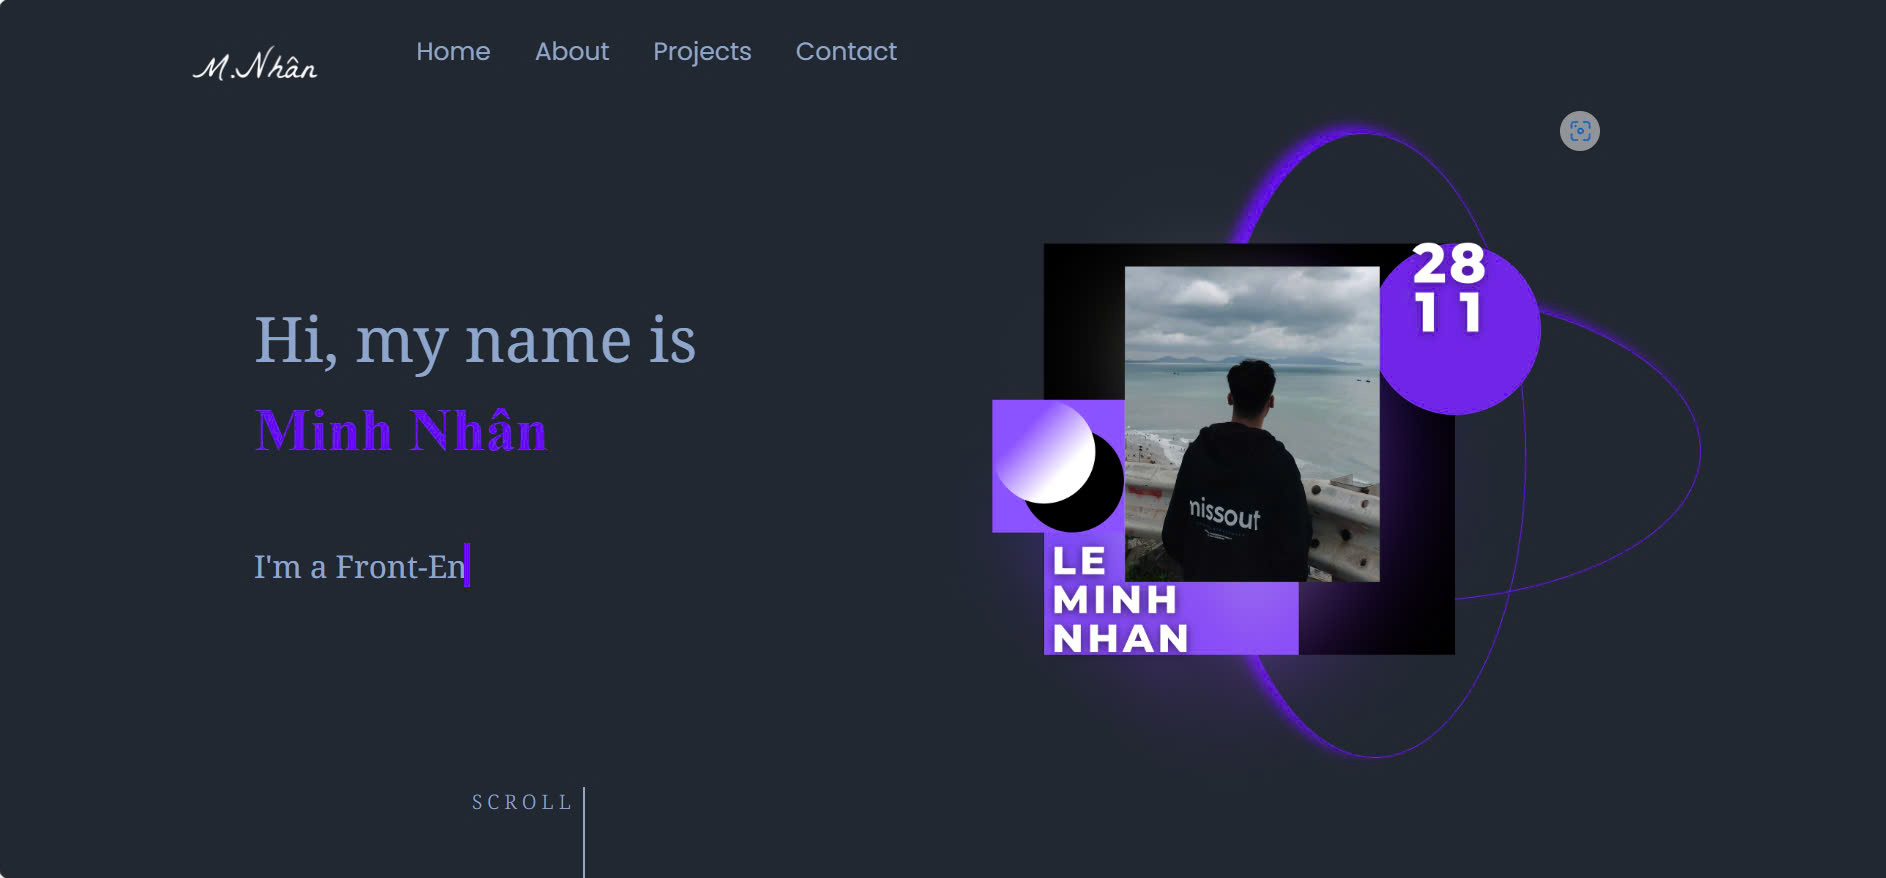 M.Nhân
Home About Projects Contact
Hi, my name is
Minh Nhân
I'm a Front-En
SCROLL
28
11
nissout
LE
MINH
NHAN